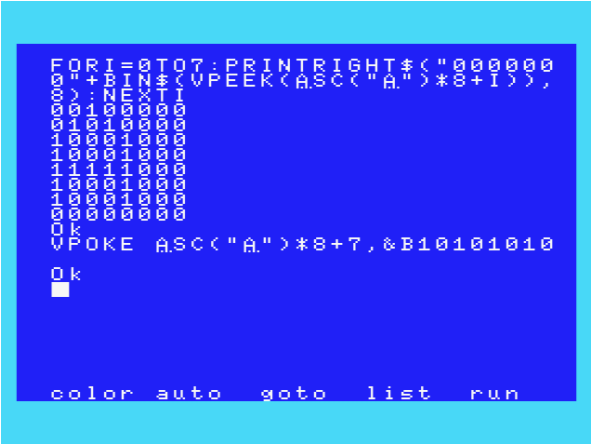 FORI=0TO7:PRINTRIGHT$("000000
0"+BIN$(VPEEK(ASC("A")*8+I)),
8):NEXTI
00100000
01010000
10001000
10001000
11111000
10001000
10001000
00000000
Ok
VPOKE ASC("A")*8+7,&B10101010
Ok
color auto goto list run